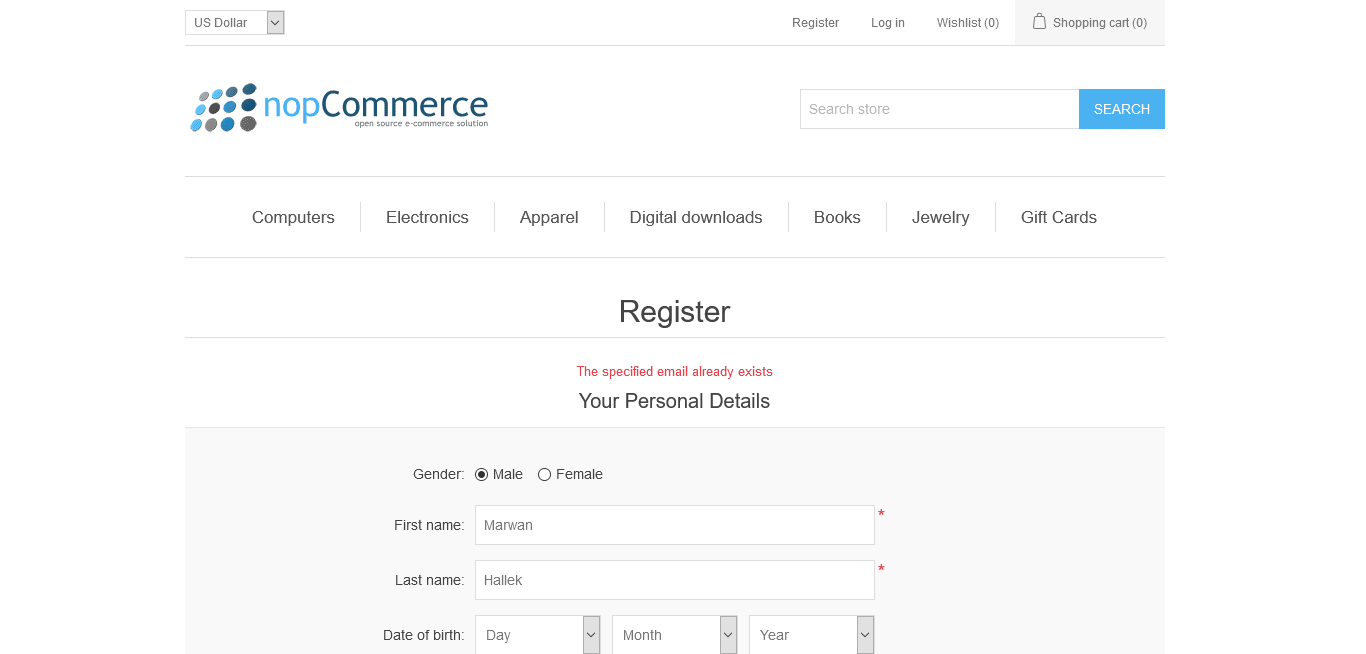 US Dollar
Register
Log in
Wishlist (0)
Shopping cart (0)
nopCommerce
open source e-commerce solution
Search store
SEARCH
Computers
Electronics
Apparel
Digital downloads
Books
Jewelry
Gift Cards
Register
The specified email already exists
Your Personal Details
Gender: Male Female
First name: Marwan *
Last name: Hallek *
Date of birth: Day Month Year